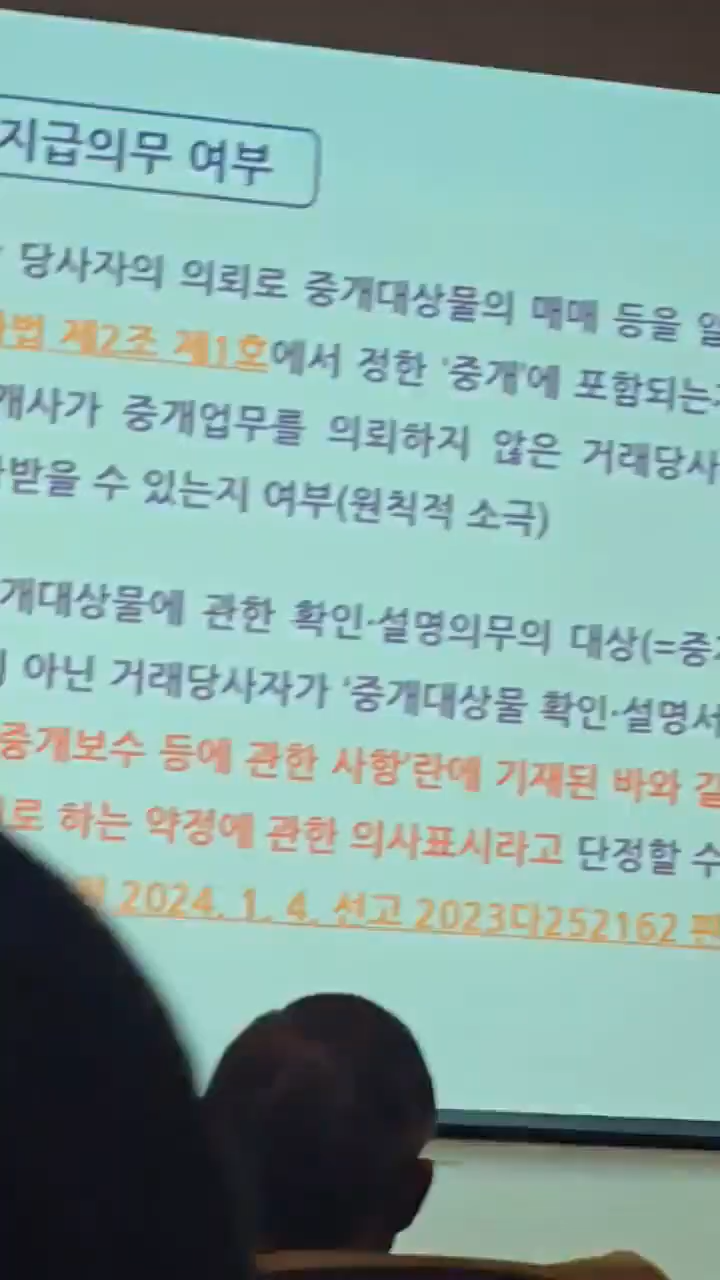 지급의무 여부
당사자의 의뢰로 중개대상물의 매매 등을 알
법 제2조 제1호에서 정한 '중개'에 포함되는지
개사가 중개업무를 의뢰하지 않은 거래당사
받을 수 있는지 여부(원칙적 소극)
개대상물에 관한 확인·설명의무의 대상(=중
아닌 거래당사자가 '중개대상물 확인·설명서
중개보수 등에 관한 사항'란에 기재된 바와 같
로 하는 약정에 관한 의사표시라고 단정할 수
2024. 1. 4. 선고 2023다252162 판